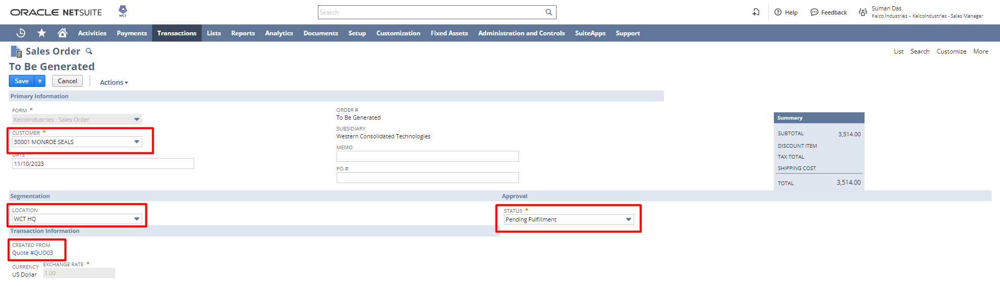 ORACLE NETSUITE
WCT
Search
Help
Feedback
Suman Das
Kelco Industries - KelcoIndustries - Sales Manager
Activities Payments Transactions Lists Reports Analytics Documents Setup Customization Fixed Assets Administration and Controls SuiteApps Support
Sales Order
List Search Customize More
To Be Generated
Save Cancel Actions
Primary Information
FORM *
KelcoIndustries - Sales Order
CUSTOMER *
30001 MONROE SEALS
DATE *
11/10/2023
ORDER #
To Be Generated
SUBSIDIARY
Western Consolidated Technologies
MEMO
PO #
Summary
SUBTOTAL 3,514.00
DISCOUNT ITEM
TAX TOTAL
SHIPPING COST
TOTAL 3,514.00
Segmentation
LOCATION
WCT HQ
Approval
STATUS *
Pending Fulfillment
Transaction Information
CREATED FROM
Quote #QUO03
CURRENCY
US Dollar
EXCHANGE RATE *
1.00